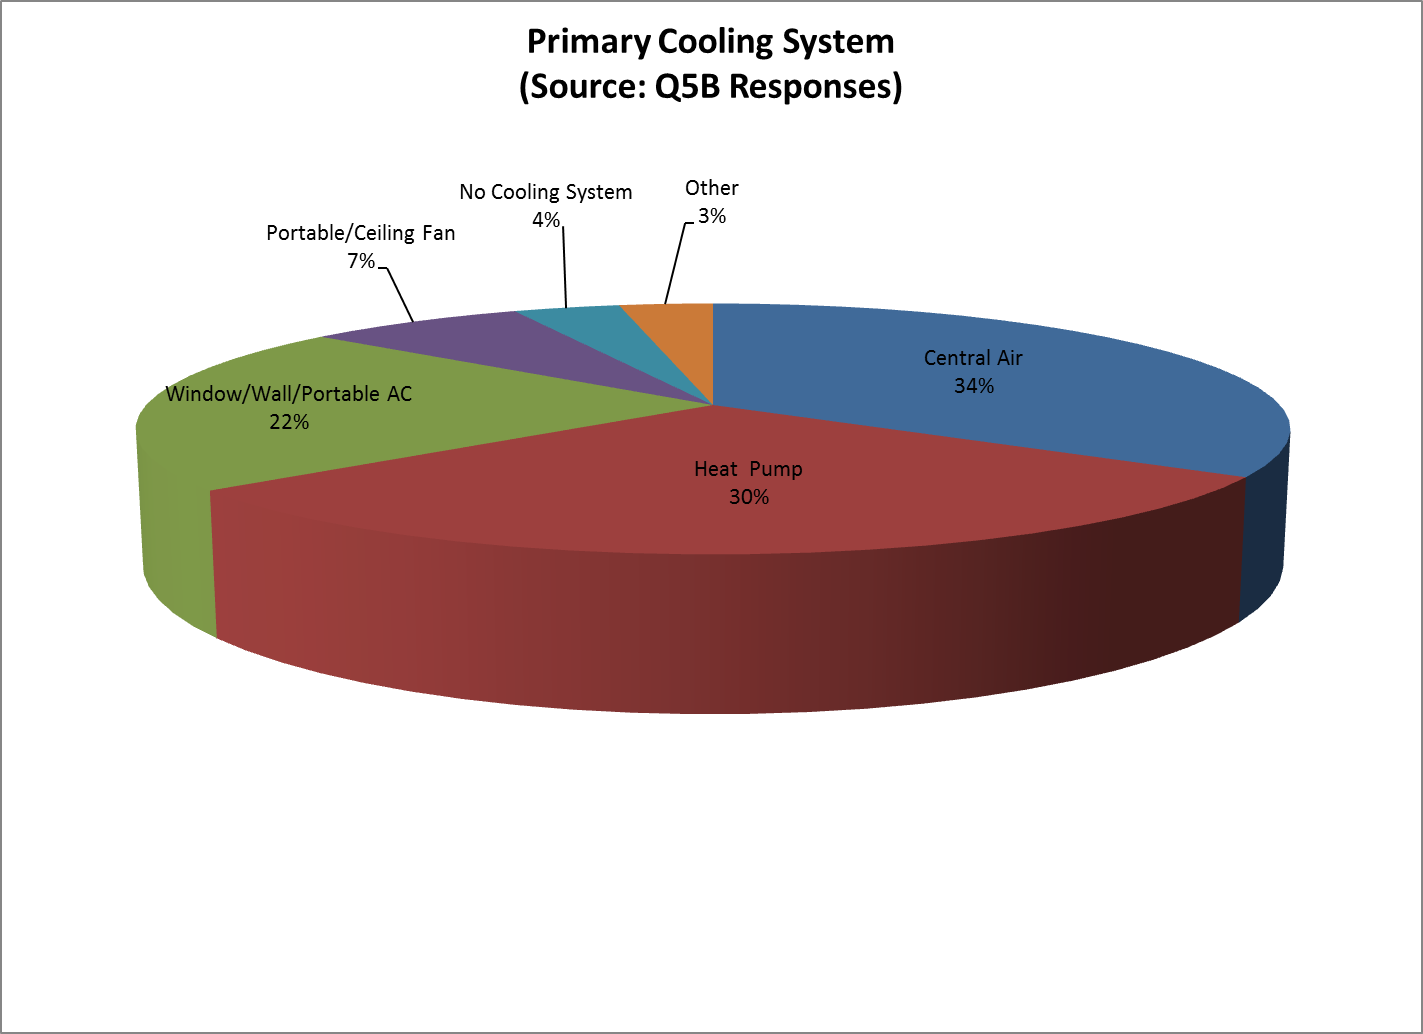 Primary Cooling System
(Source: Q5B Responses)
Other
3%
No Cooling System
4%
Portable/Ceiling Fan
7%
Central Air
34%
Window/Wall/Portable AC
22%
Heat Pump
30%